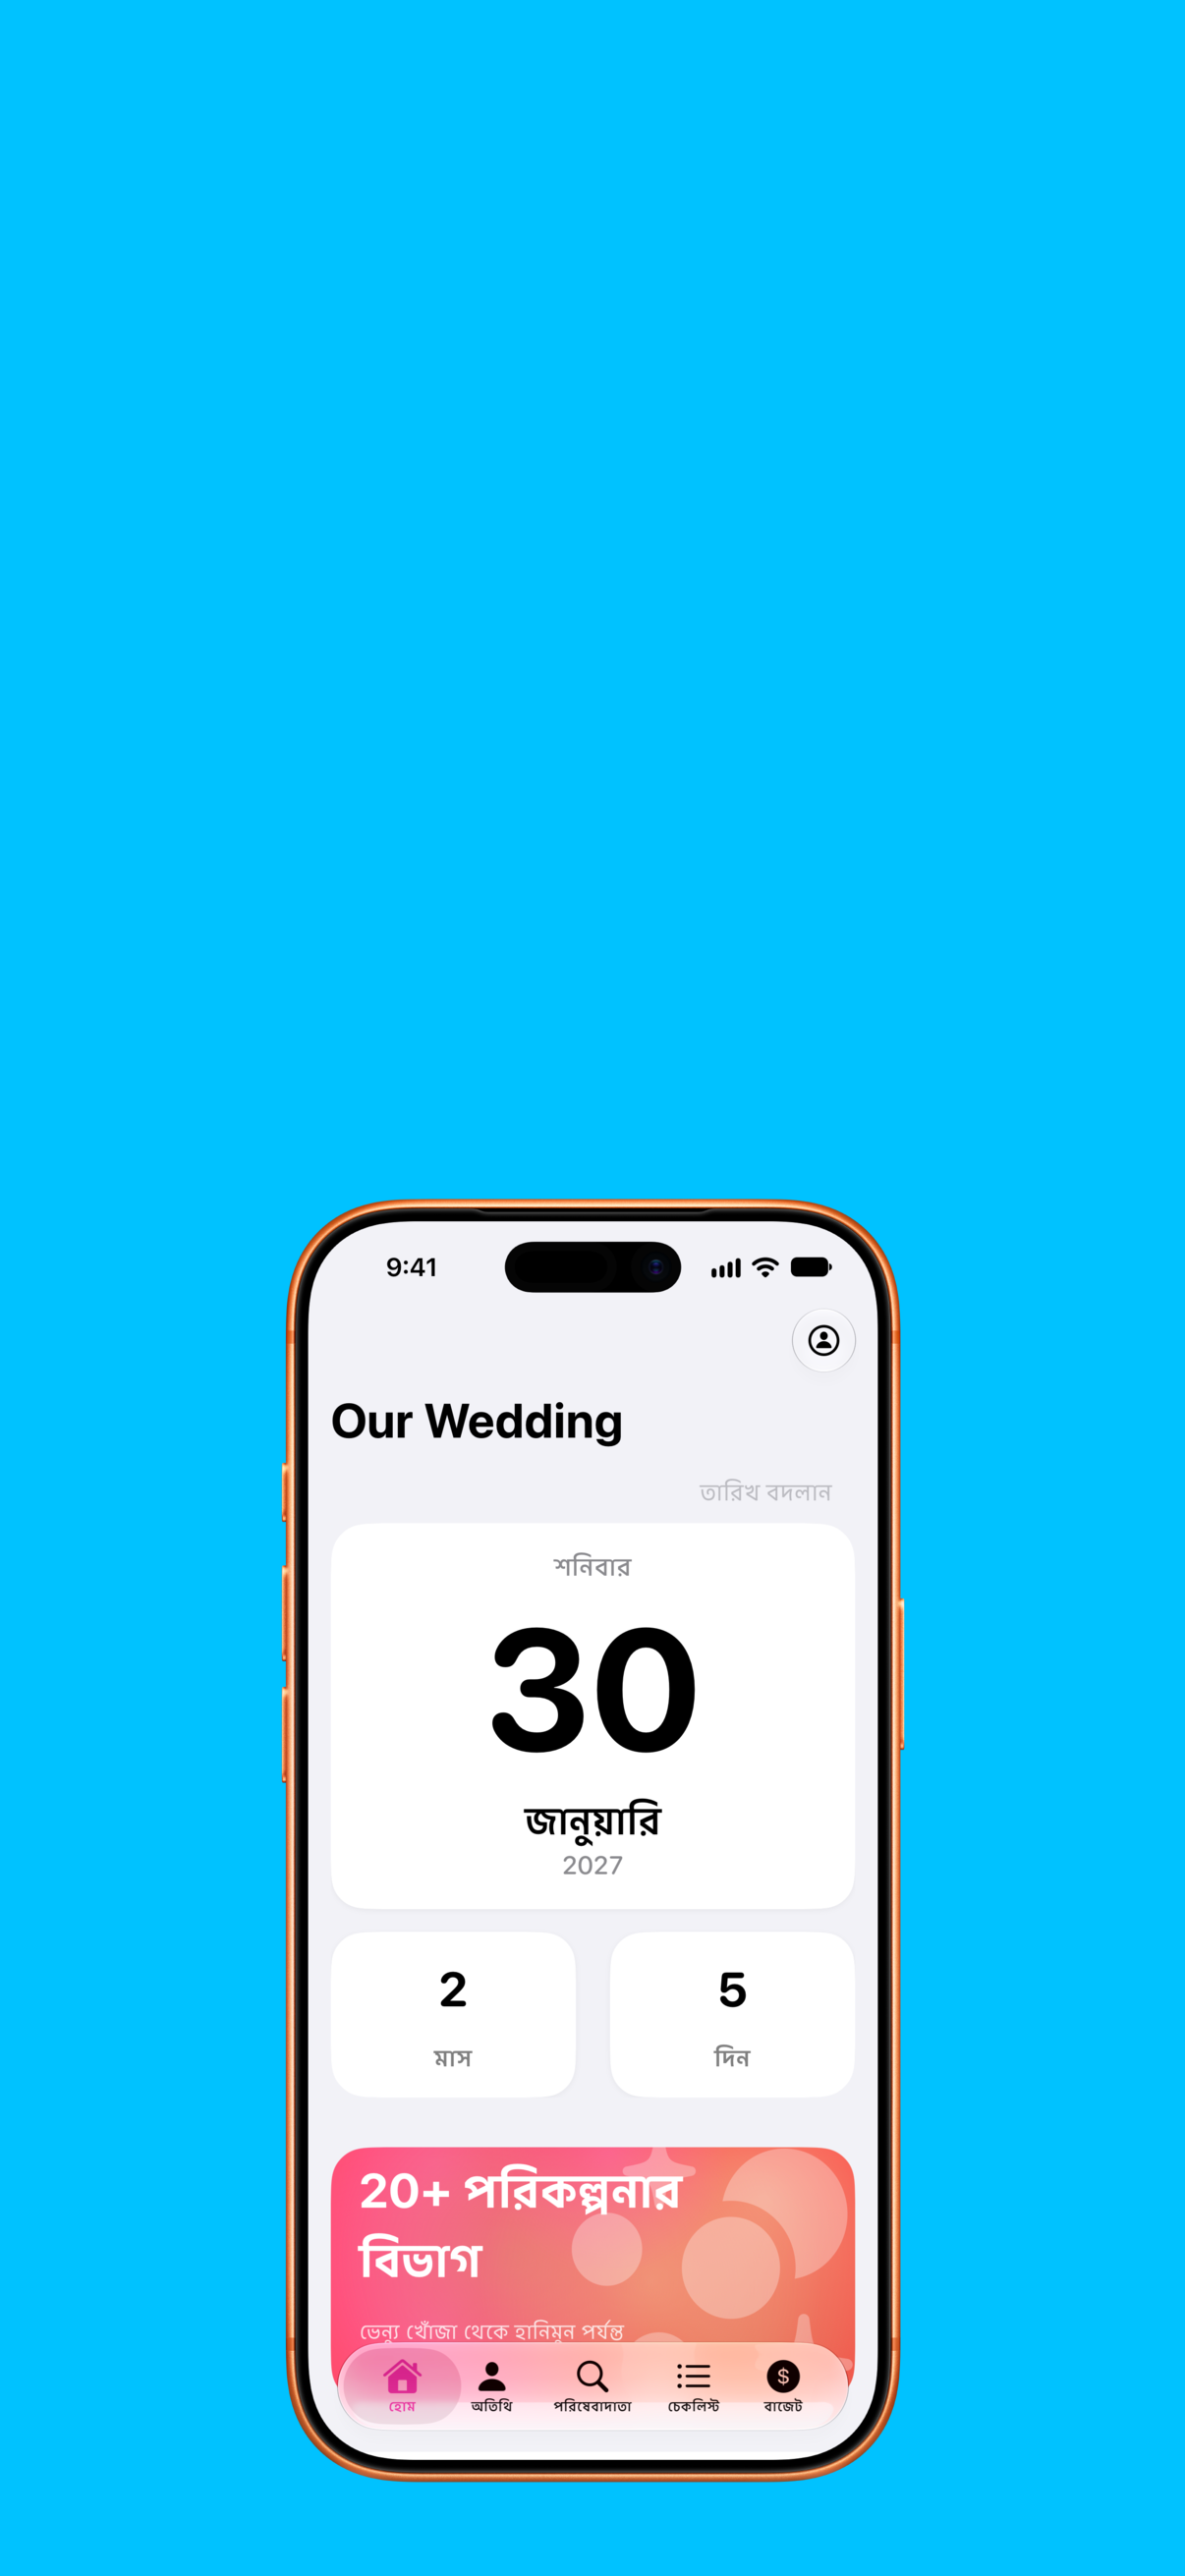 9:41
Our Wedding
তারিখ বদলান
শনিবার
30
জানুয়ারি
2027
2
মাস
5
দিন
20+ পরিকল্পনার
বিভাগ
ভেন্যু খোঁজা থেকে হানিমুন পর্যন্ত
হোম
অতিথি
পরিষেবাদাতা
চেকলিস্ট
বাজেট